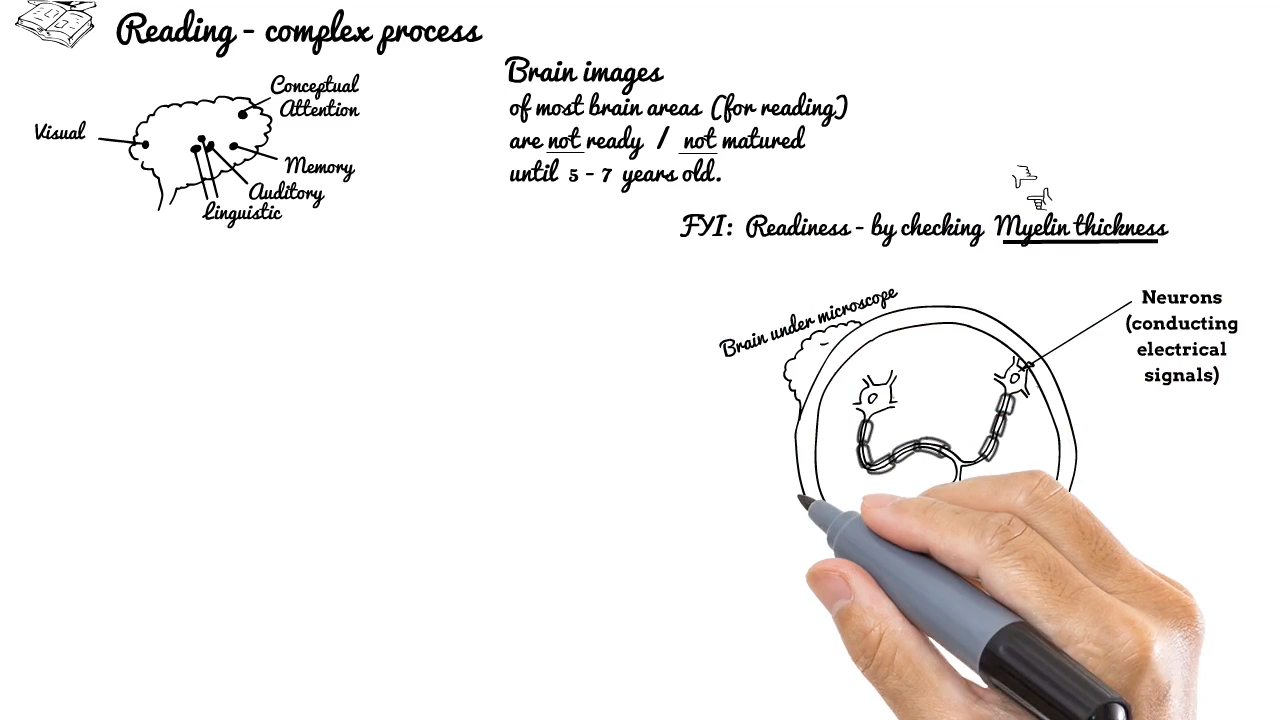 Reading - complex process
Conceptual
Attention
Visual
Memory
Auditory
Linguistic
Brain images
of most brain areas (for reading)
are not ready / not matured
until 5 - 7 years old.
FYI: Readiness - by checking Myelin thickness
Brain under microscope
Neurons
(conducting
electrical
signals)